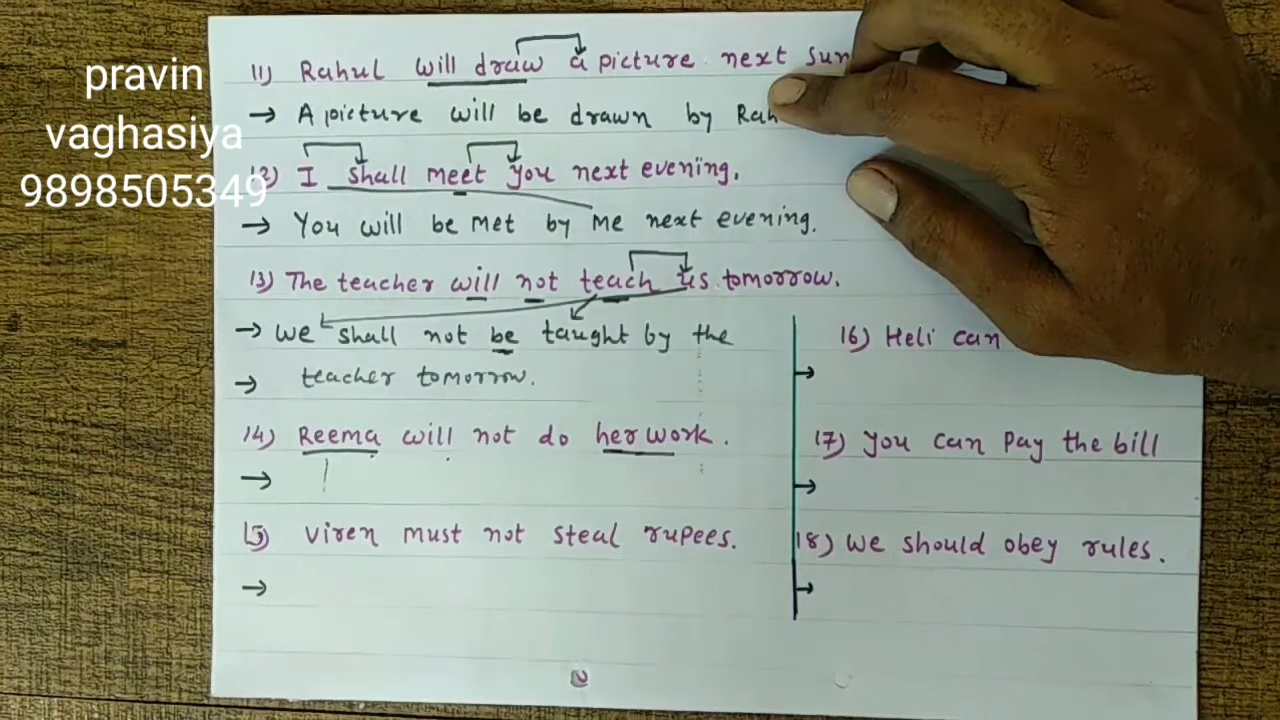 pravin
vaghasiya
9898505349
11) Rahul will draw a picture next sun
→ A picture will be drawn by Rah
12) I shall meet you next evening.
→ You will be met by me next evening.
13) The teacher will not teach us tomorrow.
→ We shall not be taught by the
→ teacher tomorrow.
14) Reema will not do her work.
→
15) Viren must not steal rupees.
→
16) Heli can
→
17) you can pay the bill
→
18) We should obey rules.
→